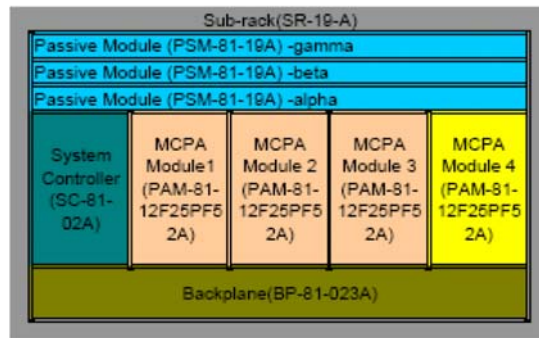 Sub-rack(SR-19-A)
Passive Module (PSM-81-19A) -gamma
Passive Module (PSM-81-19A) -beta
Passive Module (PSM-81-19A) -alpha
System
Controller
(SC-81-
02A)
MCPA
Module1
(PAM-81-
12F25PF5
2A)
MCPA
Module 2
(PAM-81-
12F25PF5
2A)
MCPA
Module 3
(PAM-81-
12F25PF5
2A)
MCPA
Module 4
(PAM-81-
12F25PF5
2A)
Backplane(BP-81-023A)